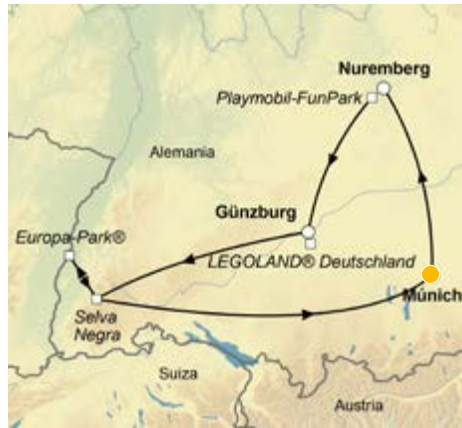 Nuremberg
Playmobil-FunPark
Alemania
Günzburg
Europa-Park®
LEGOLAND® Deutschland
Múnich
Selva
Negra
Suiza
Austria